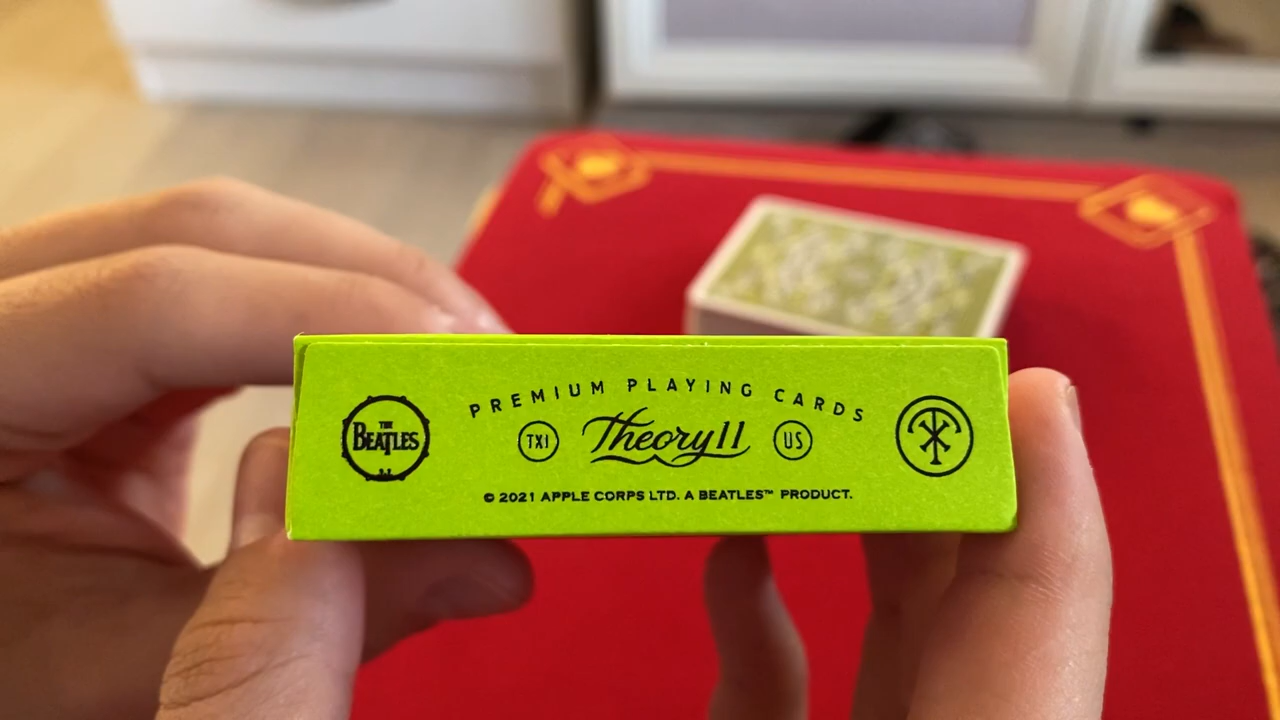 PREMIUM PLAYING CARDS
THE
BEATLES
TX1
Theory11
US
© 2021 APPLE CORPS LTD. A BEATLES™ PRODUCT.